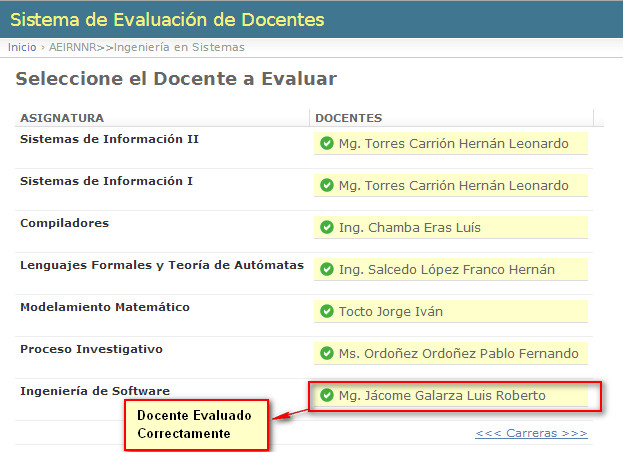 Sistema de Evaluación de Docentes
Inicio › AEIRNNR>>Ingeniería en Sistemas
Seleccione el Docente a Evaluar
ASIGNATURA DOCENTES
Sistemas de Información II Mg. Torres Carrión Hernán Leonardo
Sistemas de Información I Mg. Torres Carrión Hernán Leonardo
Compiladores Ing. Chamba Eras Luís
Lenguajes Formales y Teoría de Autómatas Ing. Salcedo López Franco Hernán
Modelamiento Matemático Tocto Jorge Iván
Proceso Investigativo Ms. Ordoñez Ordoñez Pablo Fernando
Ingeniería de Software Mg. Jácome Galarza Luis Roberto
Docente Evaluado
Correctamente
<<< Carreras >>>